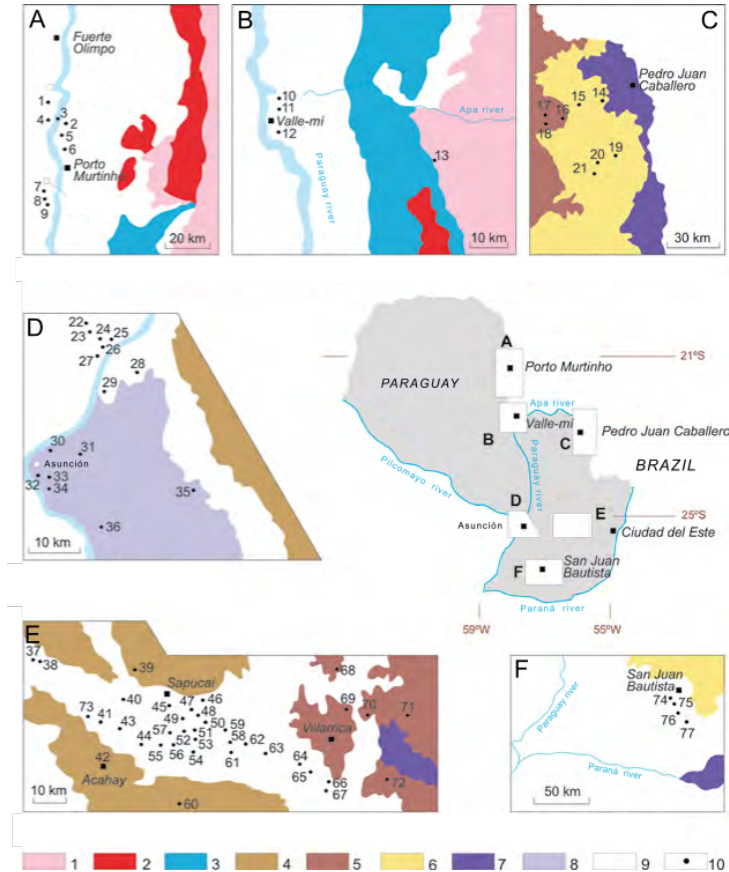 A
Fuerte
Olimpo
1
3
4
2
5
6
Porto
Murtinho
7
8
9
20 km
B
10
11
Valle-mi
12
Apa river
13
Paraguay river
10 km
C
Pedro Juan
Caballero
14
15
17
16
18
19
20
21
30 km
D
22
23
24
25
26
27
28
29
30
31
Asunción
32
33
34
35
36
10 km
A
21ºS
Porto Murtinho
PARAGUAY
Apa river
Valle-mi
B
C
Pedro Juan Caballero
Paraguay river
BRAZIL
Pilcomayo river
D
E
25ºS
Asunción
Ciudad del Este
F
San Juan
Bautista
Paraná river
59ºW
55ºW
E
37
38
39
68
Sapucai
40
45
47
46
69
70
71
73
41
43
49
48
50
59
57
51
58
Villarrica
44
52
53
62
55
56
54
61
63
64
42
65
72
Acahay
66
67
60
10 km
F
San Juan
Bautista
74
75
76
77
Paraguay river
Paraná river
50 km
1
2
3
4
5
6
7
8
9
10